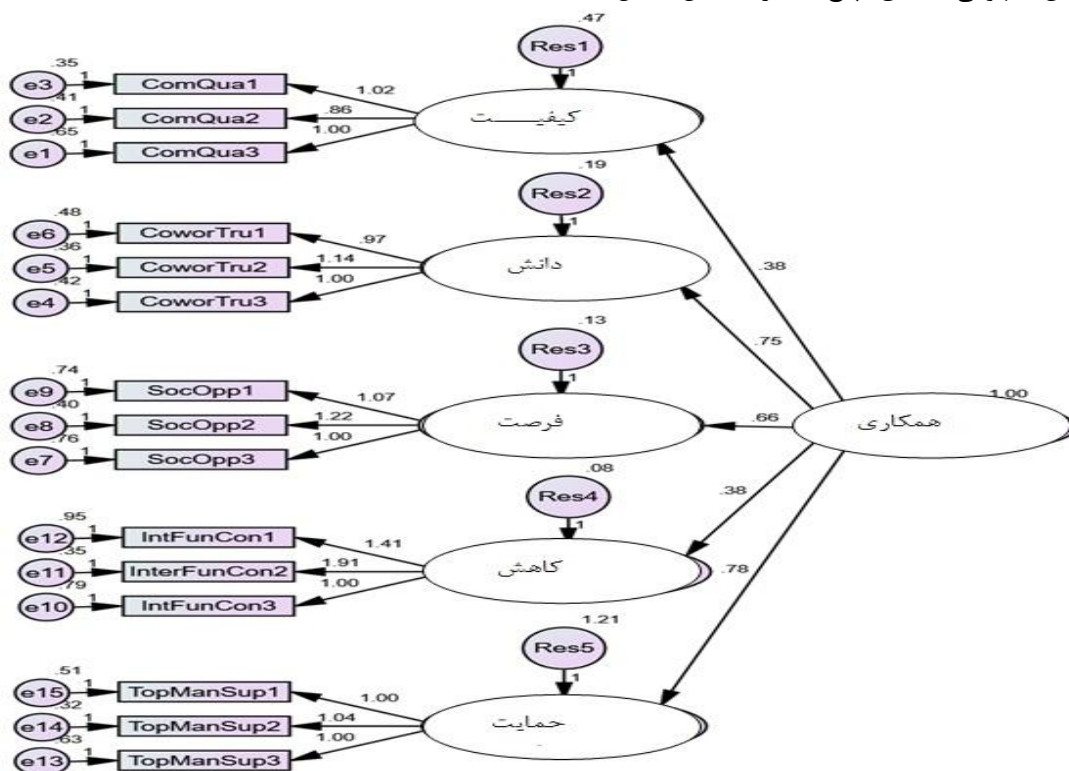 .47
Res1
1
.35
e3
1
ComQua1
1.02
.41
e2
1
ComQua2
.86
.65
e1
1
ComQua3
1.00
کیفیــــت
.19
Res2
1
.48
e6
1
CoworTru1
.97
.36
e5
1
CoworTru2
1.14
.42
e4
1
CoworTru3
1.00
دانش
.38
.75
.13
Res3
1
.74
e9
1
SocOpp1
1.07
.40
e8
1
SocOpp2
1.22
.76
e7
1
SocOpp3
1.00
فرصت
.66
همکاری
1.00
.08
Res4
1
.38
.95
e12
1
IntFunCon1
1.41
.35
e11
1
InterFunCon2
1.91
.79
e10
1
IntFunCon3
1.00
کاهش
.78
1.21
Res5
1
.51
e15
1
TopManSup1
1.00
.32
e14
1
TopManSup2
1.04
.63
e13
1
TopManSup3
1.00
حمایت